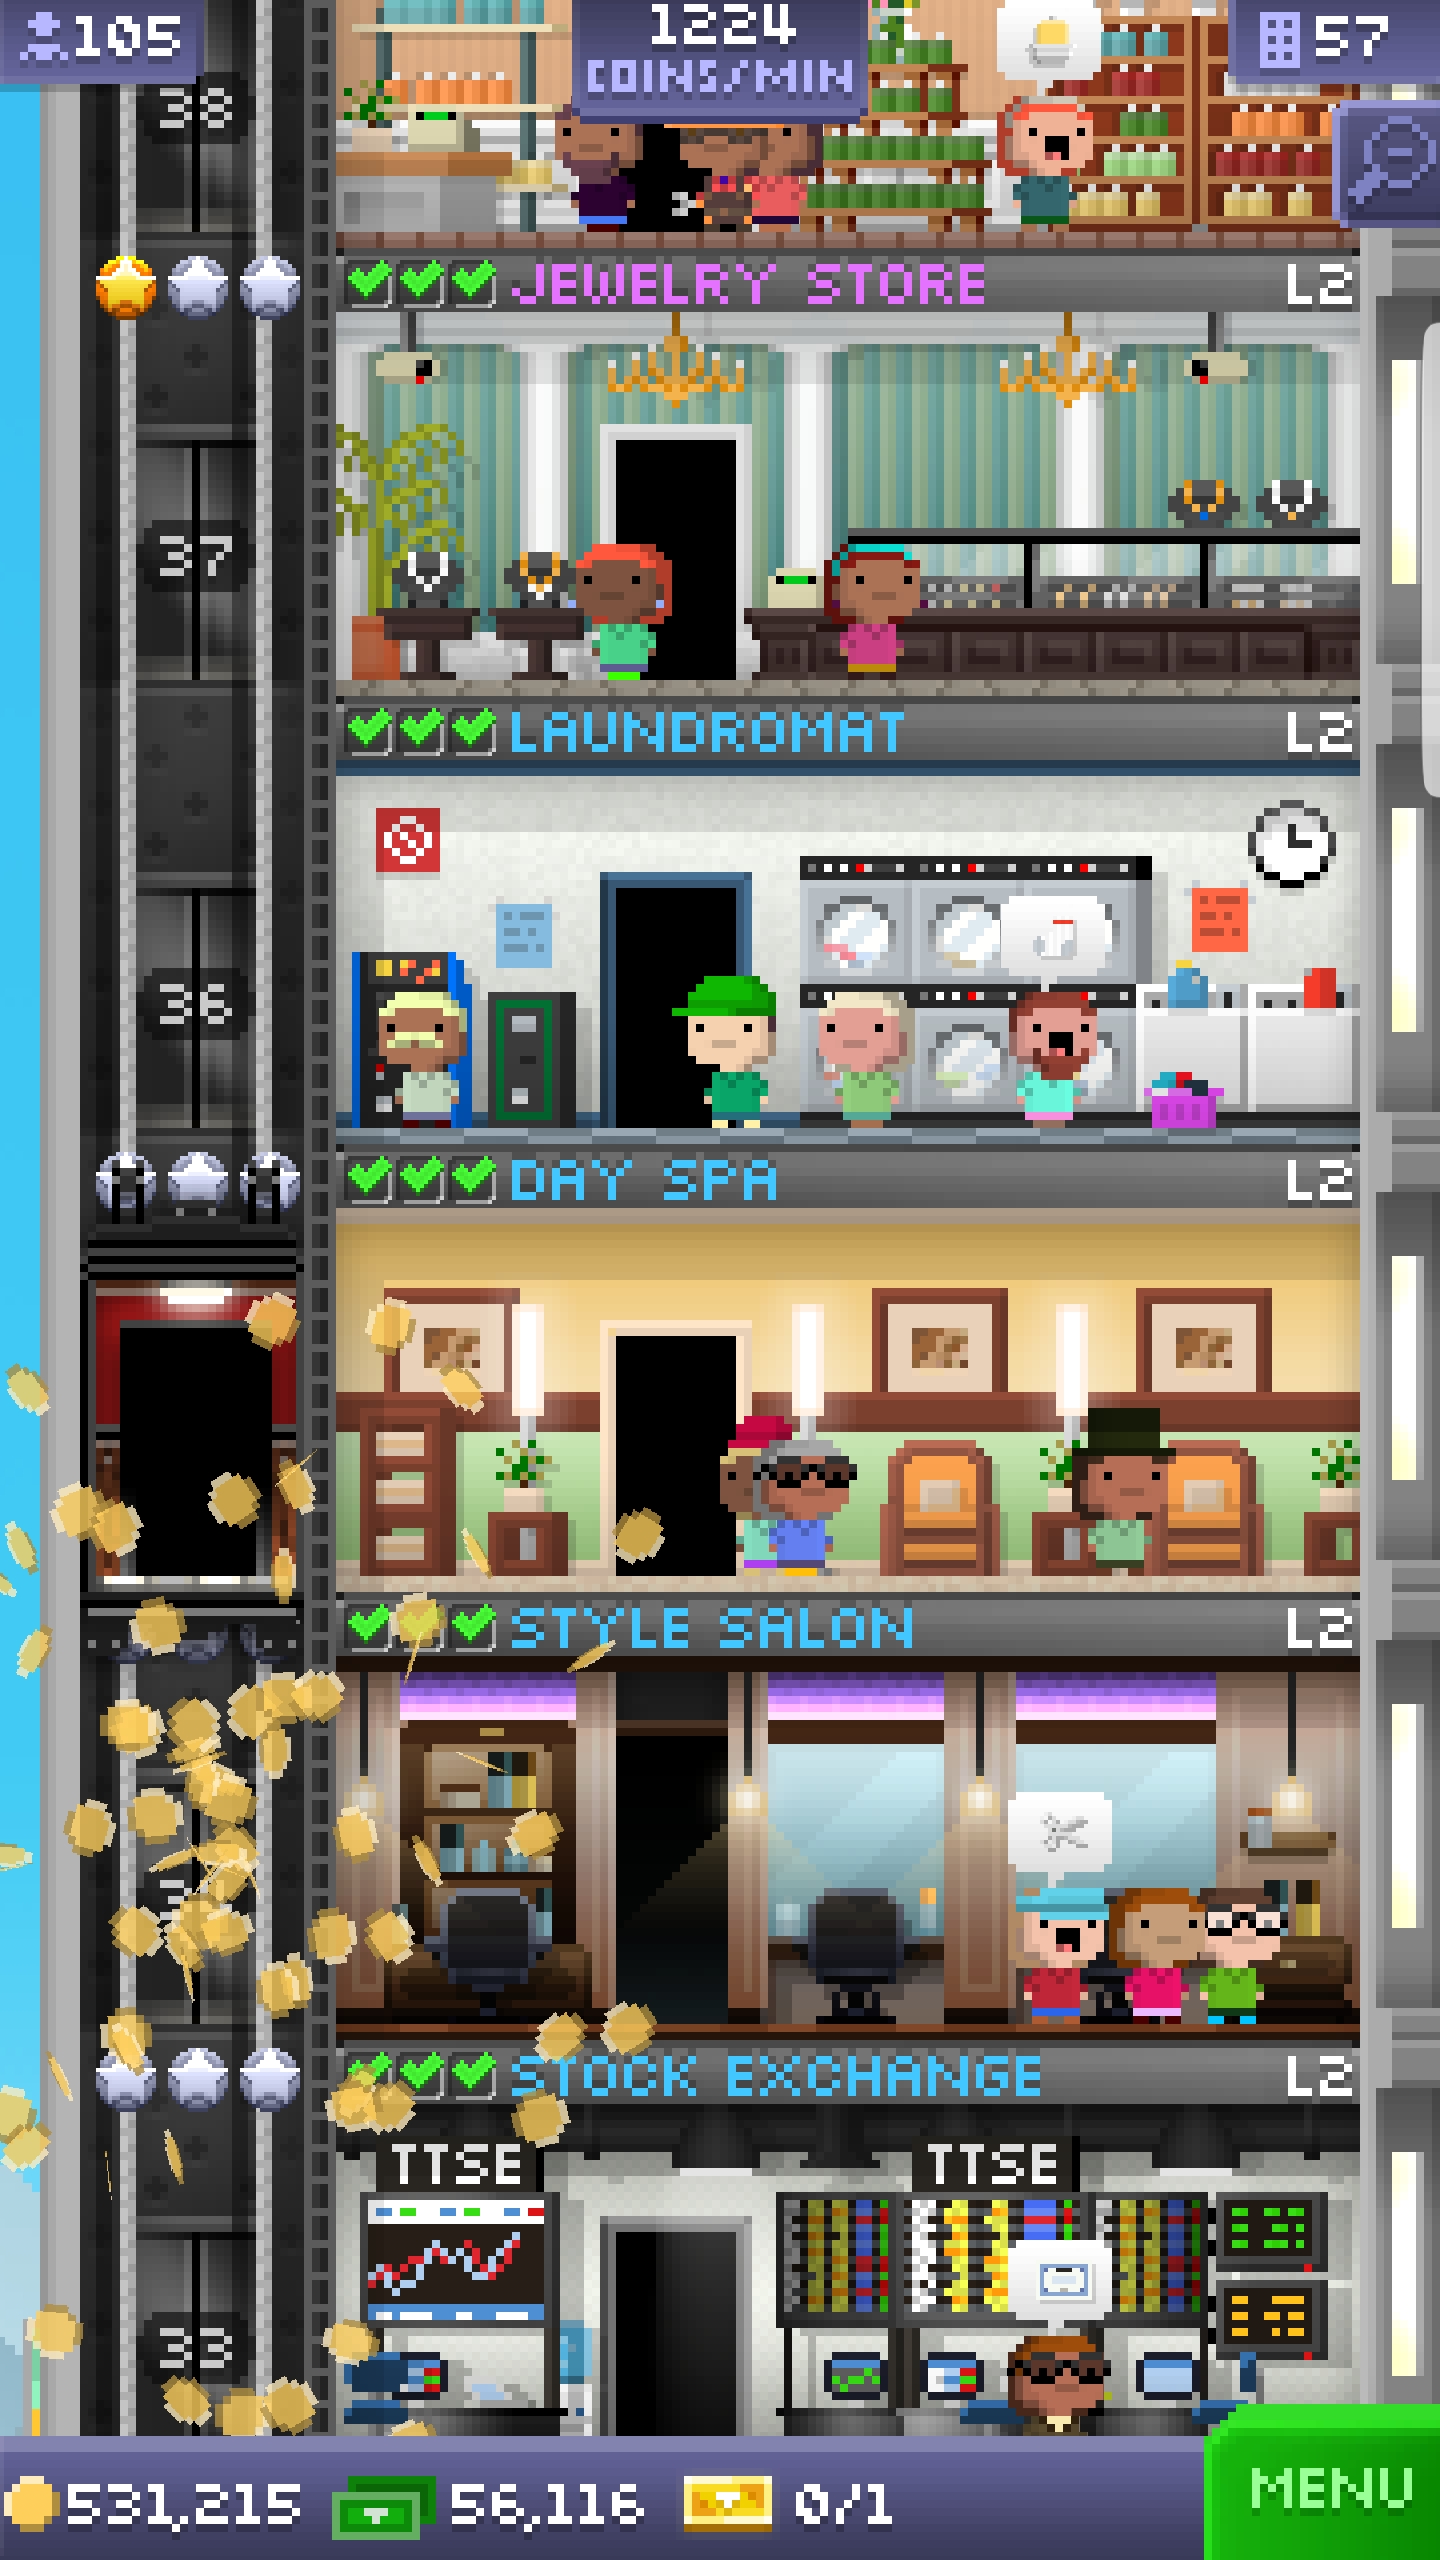 105
1224
COINS/MIN
57
38
JEWELRY STORE L2
37
LAUNDROMAT L2
36
DAY SPA L2
STYLE SALON L2
STOCK EXCHANGE L2
TTSE TTSE
33
531,215 56,116 0/1
MENU